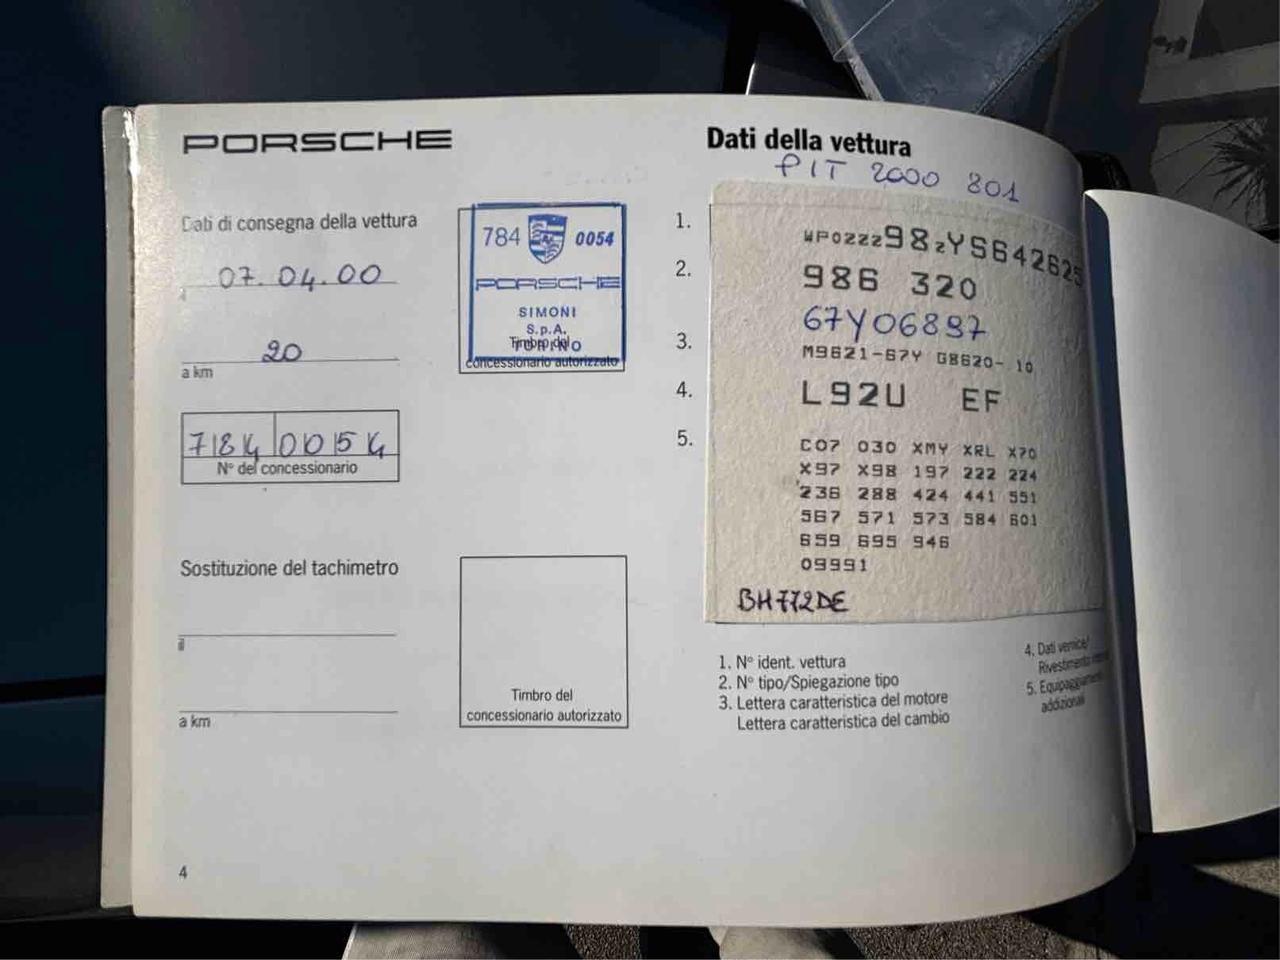 PORSCHE
Dati di consegna della vettura
07.04.00
il
20
a km
784 0054
PORSCHE
SIMONI
S.p.A.
TORINO
Timbro del
concessionario autorizzato
784 0054
N° del concessionario
Sostituzione del tachimetro
il
a km
Timbro del
concessionario autorizzato
4
Dati della vettura
PIT 2000 801
1.
WP0ZZZ98ZYS642625
2.
986 320
67Y06897
3.
M9621-67Y G8620- 10
4.
L92U EF
5.
C07 030 XMY XRL X70
X97 X98 197 222 224
236 288 424 441 551
567 571 573 584 601
659 695 946
09991
BH772DE
1. N° ident. vettura
2. N° tipo/Spiegazione tipo
3. Lettera caratteristica del motore
Lettera caratteristica del cambio
4. Dati vernice/
Rivestimento
5. Equipaggiamenti
addizionali